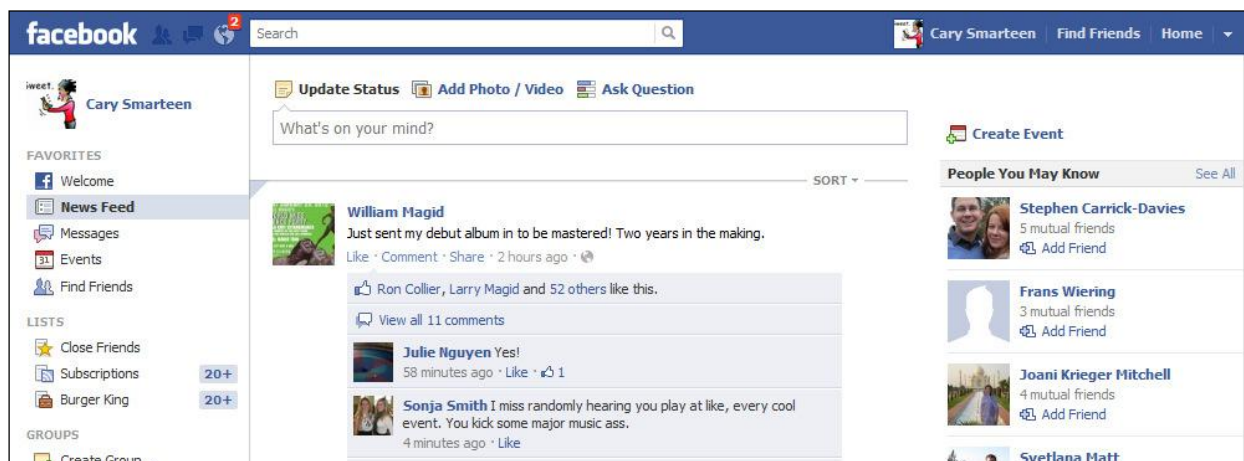 facebook 2 Search Cary Smarteen Find Friends Home
sweet.
Cary Smarteen
FAVORITES
Welcome
News Feed
Messages
31 Events
Find Friends
LISTS
Close Friends
Subscriptions 20+
Burger King 20+
GROUPS
Create Group
Update Status Add Photo / Video Ask Question
What's on your mind?
SORT
William Magid
Just sent my debut album in to be mastered! Two years in the making.
Like · Comment · Share · 2 hours ago ·
Ron Collier, Larry Magid and 52 others like this.
View all 11 comments
Julie Nguyen Yes!
58 minutes ago · Like · 1
Sonja Smith I miss randomly hearing you play at like, every cool
event. You kick some major music ass.
4 minutes ago · Like
Create Event
People You May Know See All
Stephen Carrick-Davies
5 mutual friends
Add Friend
Frans Wiering
3 mutual friends
Add Friend
Joani Krieger Mitchell
4 mutual friends
Add Friend
Svetlana Matt